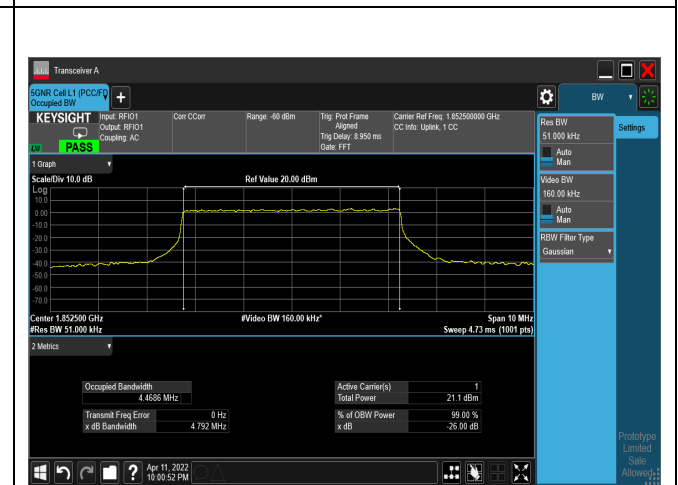 Transceiver A
5GNR Cell L1 (PCC/FD
Occupied BW
+
BW
KEYSIGHT
LU
PASS
Input: RFIO1
Output: RFIO1
Coupling: AC
Corr CCorr
Range: -60 dBm
Trig: Prot Frame
Aligned
Trig Delay: 8.950 ms
Gate: FFT
Carrier Ref Freq: 1.852500000 GHz
CC Info: Uplink, 1 CC
Res BW
51.000 kHz
Auto
Man
Video BW
160.00 kHz
Auto
Man
RBW Filter Type
Gaussian
Settings
1 Graph
Scale/Div 10.0 dB
Ref Value 20.00 dBm
Log
10.0
0.00
-10.0
-20.0
-30.0
-40.0
-50.0
-60.0
-70.0
Center 1.852500 GHz
#Video BW 160.00 kHz*
Span 10 MHz
#Res BW 51.000 kHz
Sweep 4.73 ms (1001 pts)
2 Metrics
Occupied Bandwidth
4.4686 MHz
Active Carrier(s) 1
Total Power 21.1 dBm
Transmit Freq Error 0 Hz
x dB Bandwidth 4.792 MHz
% of OBW Power 99.00 %
x dB -26.00 dB
Prototype
Limited
Sale
Allowed
?
Apr 11, 2022
10:00:52 PM